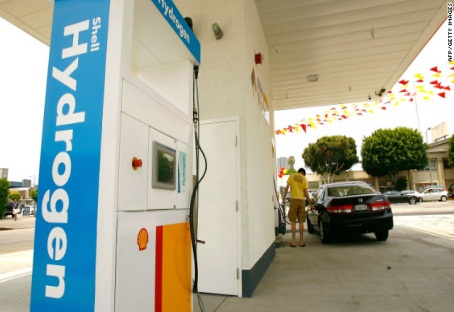 Shell
Hydrogen
Hydrogen
AFP/GETTY IMAGES